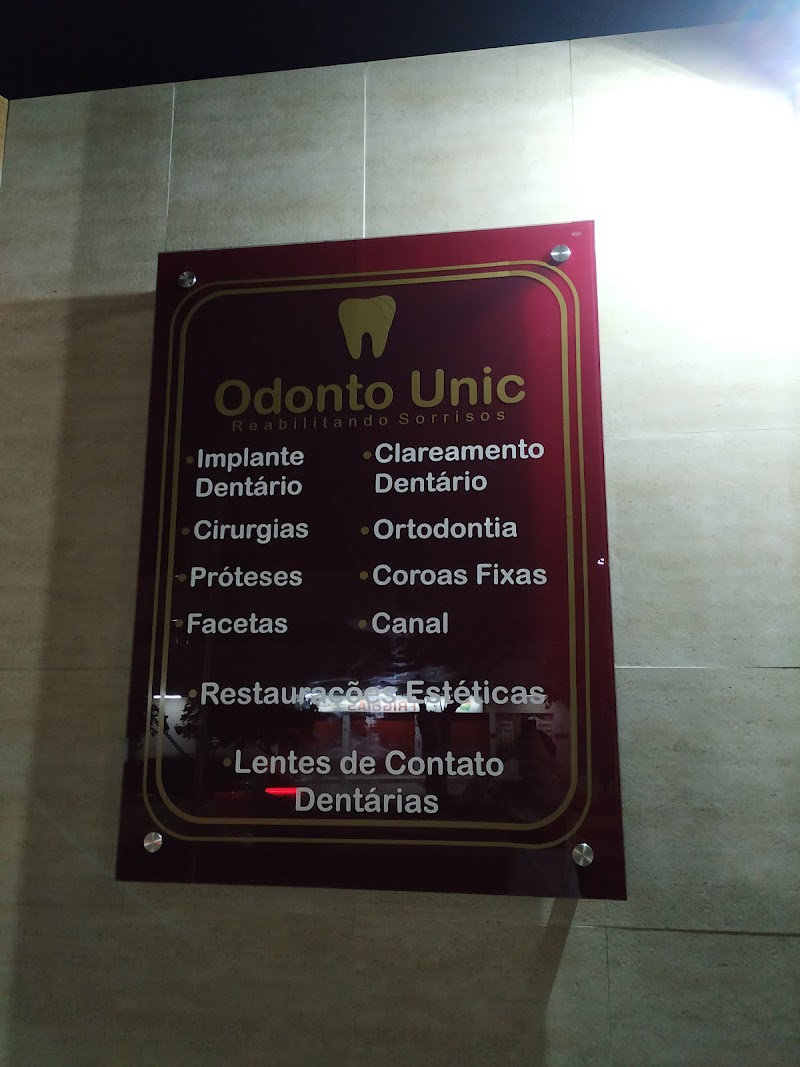 Odonto Unic
Reabilitando Sorrisos
•Implante
Dentário
•Clareamento
Dentário
•Cirurgias
•Ortodontia
•Próteses
•Coroas Fixas
•Facetas
•Canal
•Restaurações Estéticas
•Lentes de Contato
Dentárias